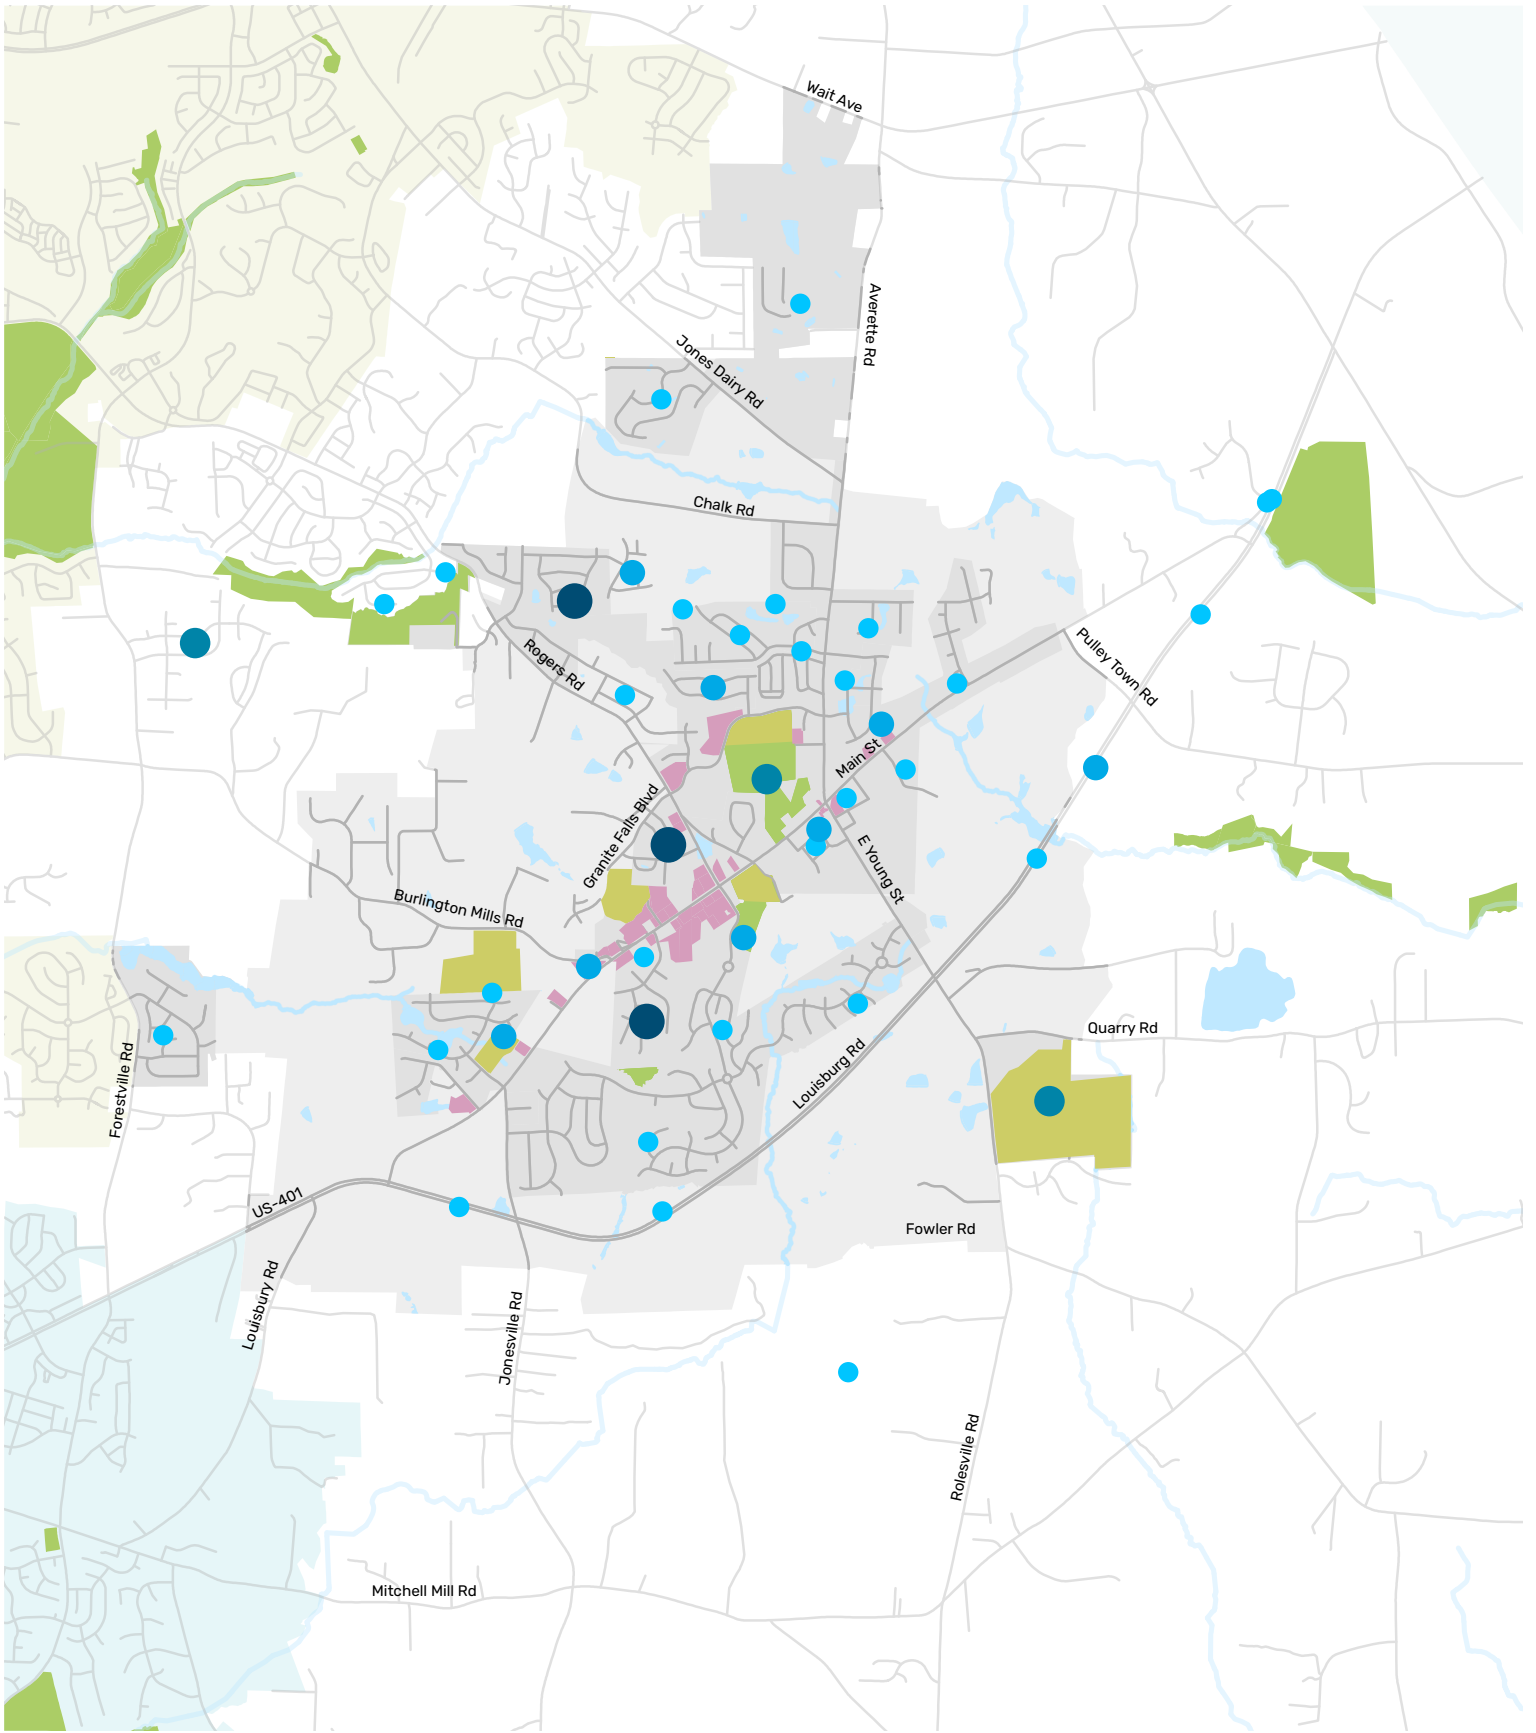 Wait Ave
Averette Rd
Jones Dairy Rd
Chalk Rd
Rogers Rd
Pulley Town Rd
Main St
Granite Falls Blvd
E Young St
Burlington Mills Rd
Quarry Rd
Forestville Rd
Louisburg Rd
US-401
Fowler Rd
Louisbury Rd
Jonesville Rd
Rolesville Rd
Mitchell Mill Rd